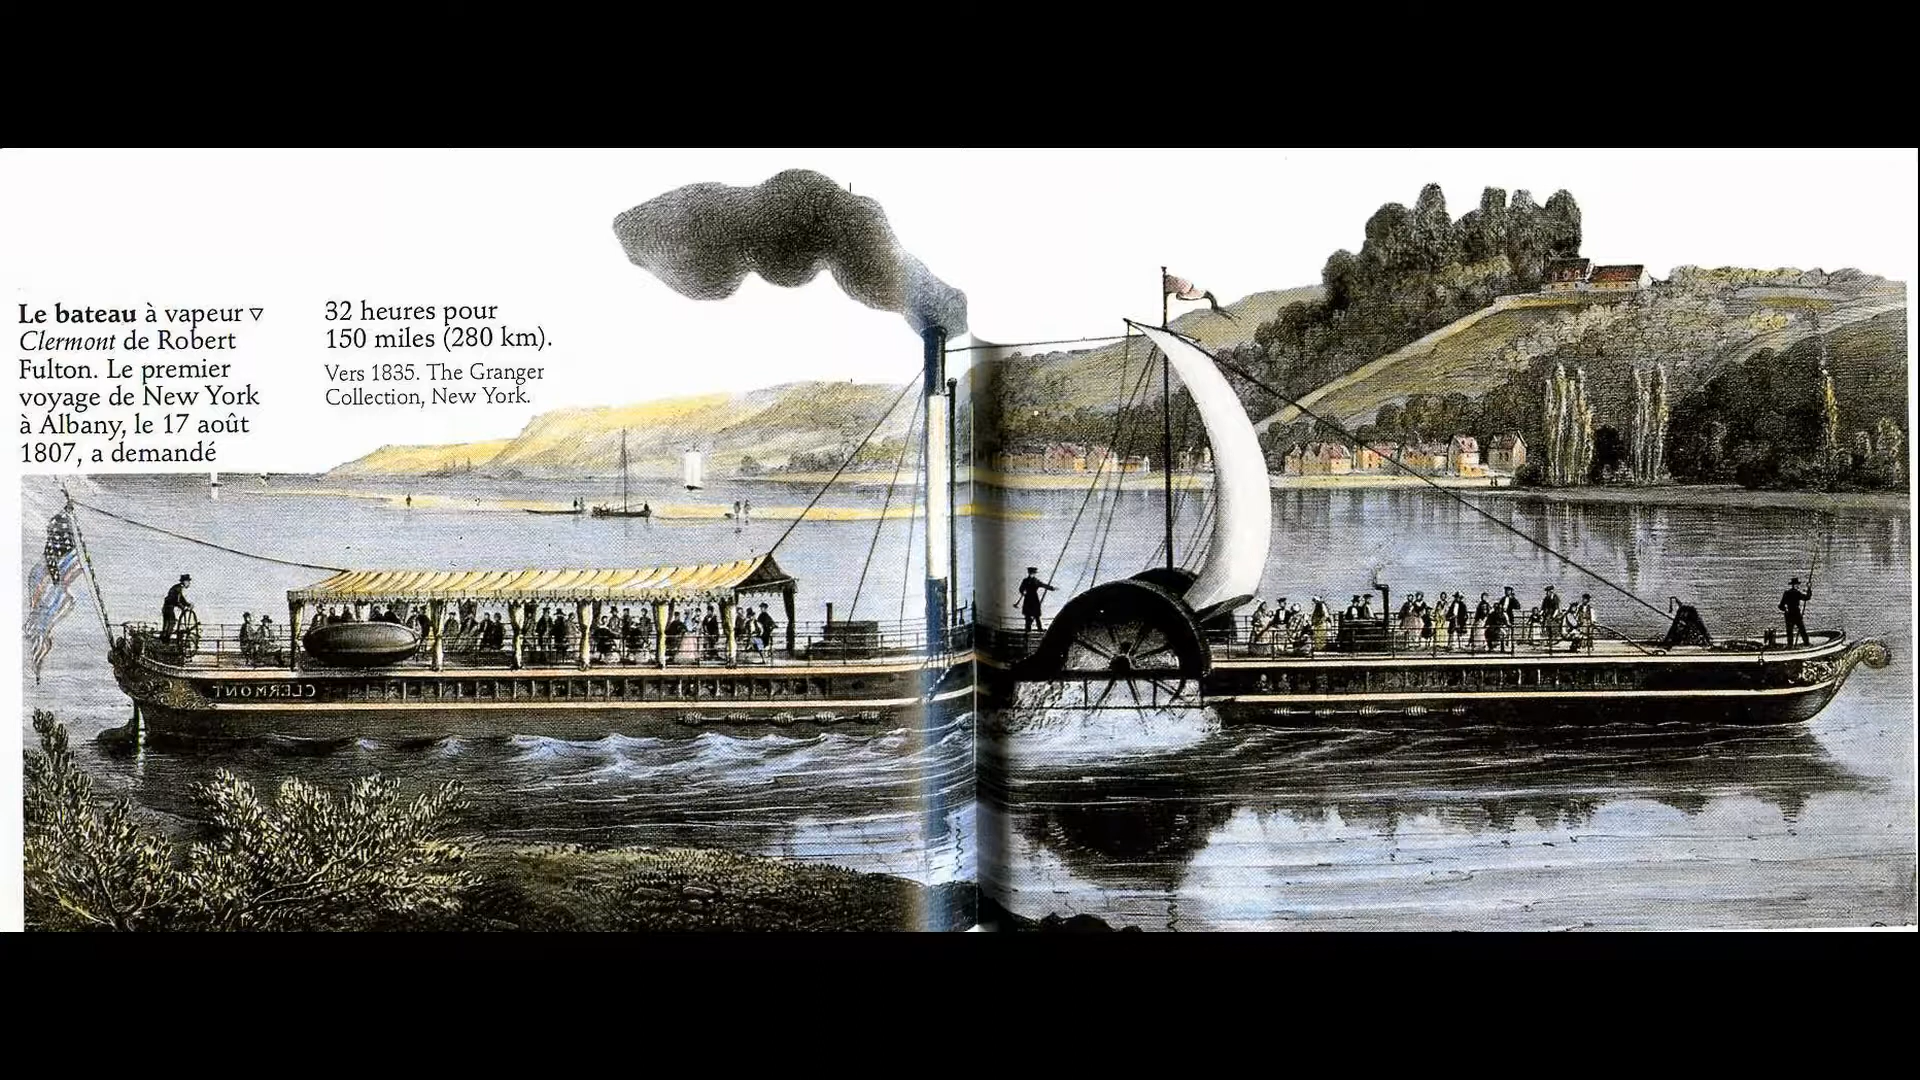 Le bateau à vapeur ▽
Clermont de Robert
Fulton. Le premier
voyage de New York
à Albany, le 17 août
1807, a demandé
32 heures pour
150 miles (280 km).
Vers 1835. The Granger
Collection, New York.
CLERMONT